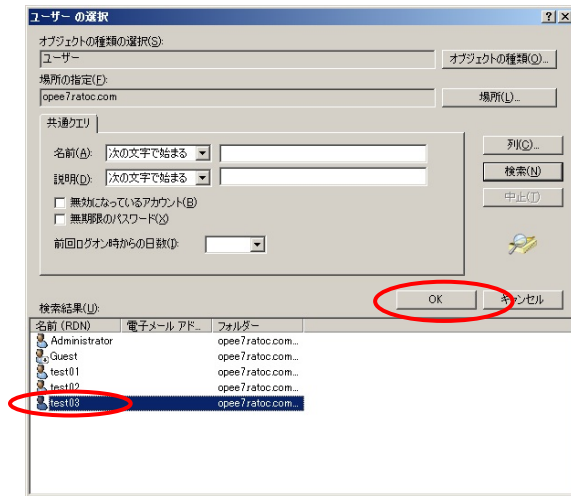 ユーザー の選択
オブジェクトの種類の選択(S):
ユーザー
オブジェクトの種類(O)...
場所の指定(F):
opee7.ratoc.com
場所(L)...
共通クエリ
名前(A): 次の文字で始まる
説明(D): 次の文字で始まる
無効になっているアカウント(B)
無期限のパスワード(X)
前回ログオン時からの日数(I):
列(C)...
検索(N)
中止(T)
OK
キャンセル
検索結果(U):
名前 (RDN) 電子メール アド... フォルダー
Administrator opee7.ratoc.com...
Guest opee7.ratoc.com...
test01 opee7.ratoc.com...
test02 opee7.ratoc.com...
test03 opee7.ratoc.com...